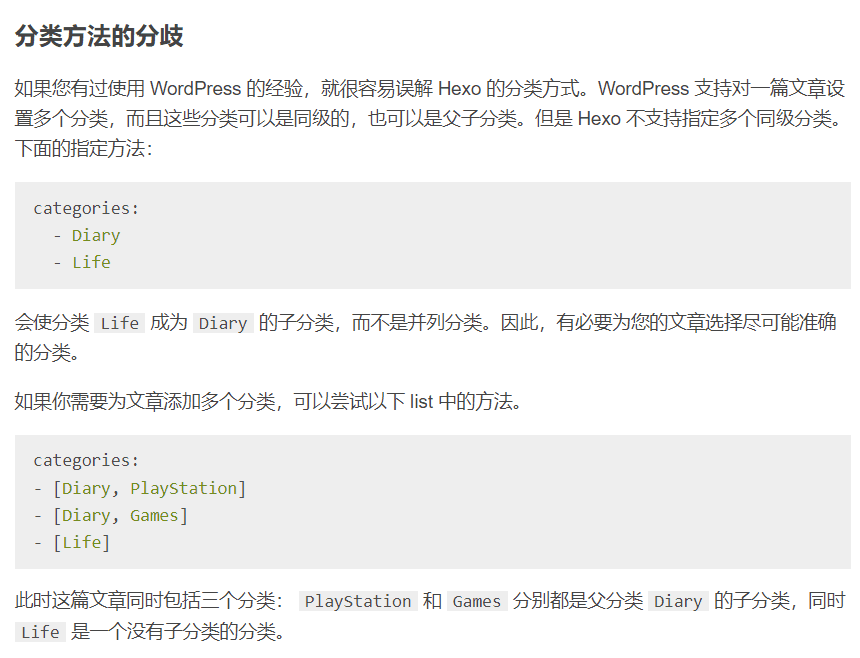 分类方法的分歧
如果您有过使用 WordPress 的经验，就很容易误解 Hexo 的分类方式。WordPress 支持对一篇文章设
置多个分类，而且这些分类可以是同级的，也可以是父子分类。但是 Hexo 不支持指定多个同级分类。
下面的指定方法：
categories:
  - Diary
  - Life
会使分类 Life 成为 Diary 的子分类，而不是并列分类。因此，有必要为您的文章选择尽可能准确
的分类。
如果你需要为文章添加多个分类，可以尝试以下 list 中的方法。
categories:
- [Diary, PlayStation]
- [Diary, Games]
- [Life]
此时这篇文章同时包括三个分类： PlayStation 和 Games 分别都是父分类 Diary 的子分类，同时
Life 是一个没有子分类的分类。